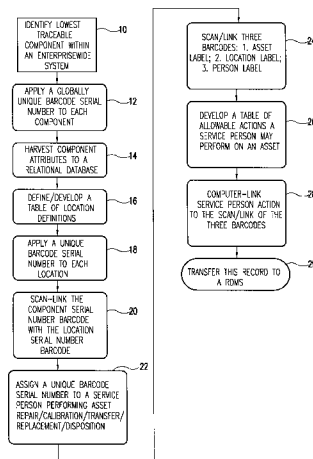 IDENTIFY LOWEST
TRACEABLE
COMPONENT WITHIN
AN ENTERPRISEWIDE
SYSTEM
10
APPLY A GLOBALLY
UNIQUE BARCODE SERIAL
NUMBER TO EACH
COMPONENT
12
HARVEST COMPONENT
ATTRIBUTES TO A
RELATIONAL DATABASE
14
DEFINE/DEVELOP A
TABLE OF LOCATION
DEFINITIONS
16
APPLY A UNIQUE
BARCODE SERIAL
NUMBER TO EACH
LOCATION
18
SCAN-LINK THE
COMPONENT SERIAL
NUMBER BARCODE
WITH THE LOCATION
SERIAL NUMBER
BARCODE
20
22
ASSIGN A UNIQUE BARCODE
SERIAL NUMBER TO A SERVICE
PERSON PERFORMING ASSET
REPAIR/CALIBRATION/TRANSFER/
/REPLACEMENT/DISPOSITION
SCAN/LINK THREE
BARCODES: 1. ASSET
LABEL; 2. LOCATION LABEL;
3. PERSON LABEL
DEVELOP A TABLE OF
ALLOWABLE ACTIONS A
SERVICE PERSON MAY
PERFORM ON AN ASSET
COMPUTER-LINK
SERVICE PERSON ACTION
TO THE SCAN/LINK OF THE
THREE BARCODES
TRANSFER THIS RECORD TO
A RDMS